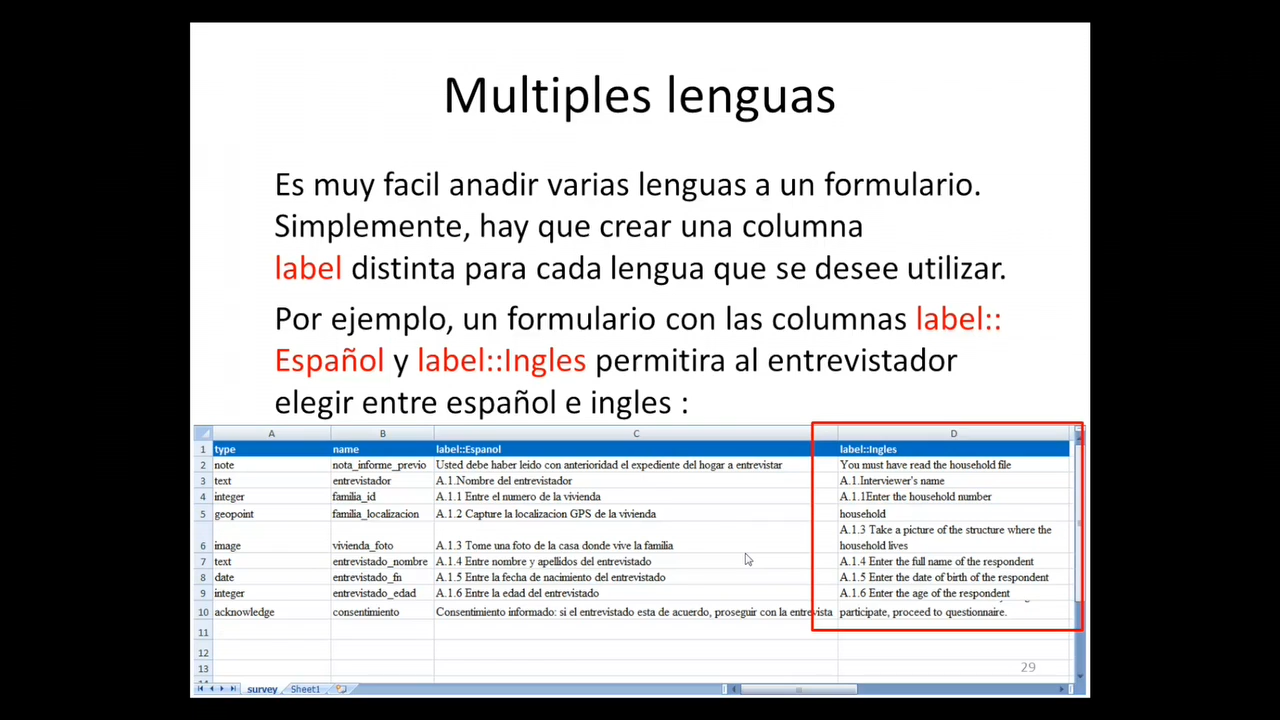 Multiples lenguas
Es muy facil anadir varias lenguas a un formulario.
Simplemente, hay que crear una columna
label distinta para cada lengua que se desee utilizar.
Por ejemplo, un formulario con las columnas label::
Español y label::Ingles permitira al entrevistador
elegir entre español e ingles :
A B C D
1 type name label::Espanol label::Ingles
2 note nota_informe_previo Usted debe haber leido con anterioridad el expediente del hogar a entrevistar You must have read the household file
3 text entrevistador A.1.Nombre del entrevistador A.1.Interviewer's name
4 integer familia_id A.1.1 Entre el numero de la vivienda A.1.1Enter the household number
5 geopoint familia_localizacion A.1.2 Capture la localizacion GPS de la vivienda household
A.1.3 Take a picture of the structure where the
6 image vivienda_foto A.1.3 Tome una foto de la casa donde vive la familia household lives
7 text entrevistado_nombre A.1.4 Entre nombre y apellidos del entrevistado A.1.4 Enter the full name of the respondent
8 date entrevistado_fn A.1.5 Entre la fecha de nacimiento del entrevistado A.1.5 Enter the date of birth of the respondent
9 integer entrevistado_edad A.1.6 Entre la edad del entrevistado A.1.6 Enter the age of the respondent
10 acknowledge consentimiento Consentimiento informado: si el entrevistado esta de acuerdo, proseguir con la entrevista participate, proceed to questionnaire.
11
12
13
29
survey Sheet1